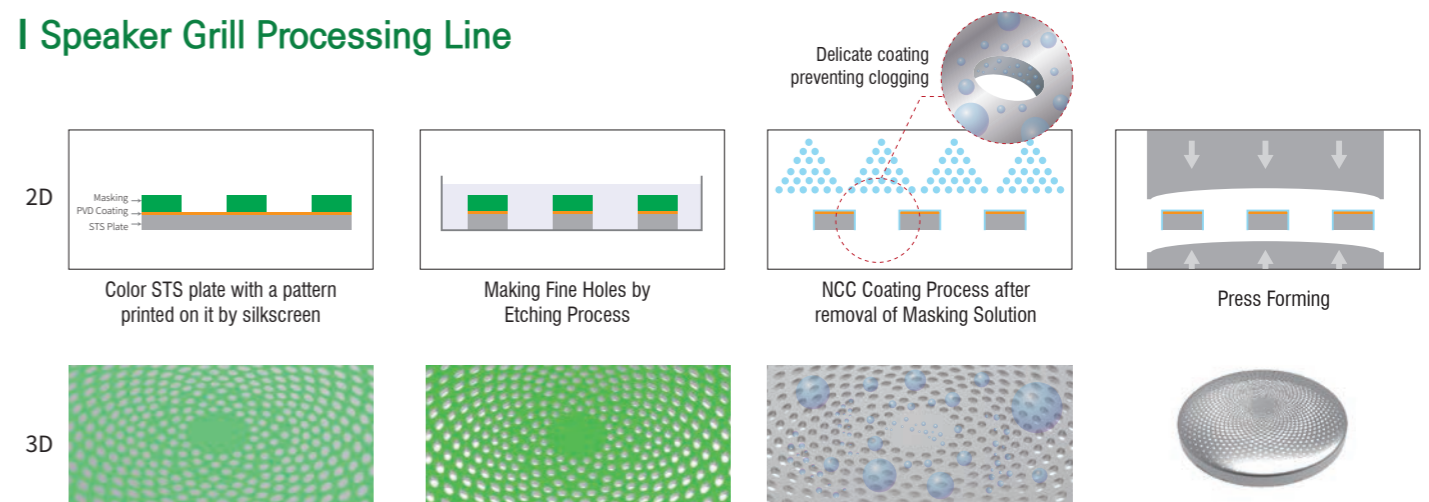 Speaker Grill Processing Line
Delicate coating
preventing clogging
2D
Masking
PVD Coating
STS Plate
Color STS plate with a pattern
printed on it by silkscreen
Making Fine Holes by
Etching Process
NCC Coating Process after
removal of Masking Solution
Press Forming
3D